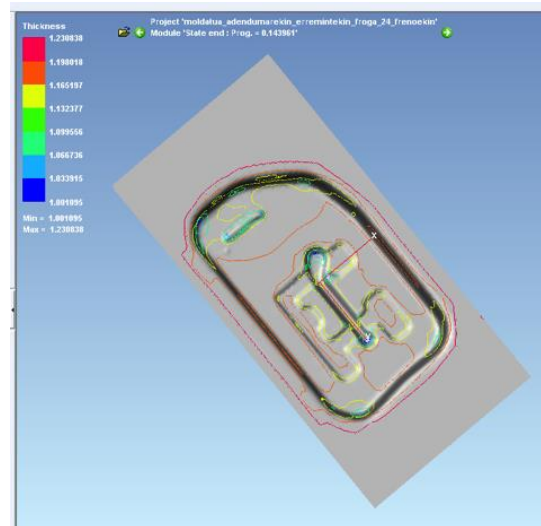 Thickness
Project 'moldatua_adendumarekin_erremintekin_froga_24_frenoekin'
Module 'State end : Prog. = 0.143961'
1.230838
1.198018
1.165197
1.132377
1.099556
1.066736
1.033915
1.001095
Min = 1.001095
Max = 1.230838
X
Y